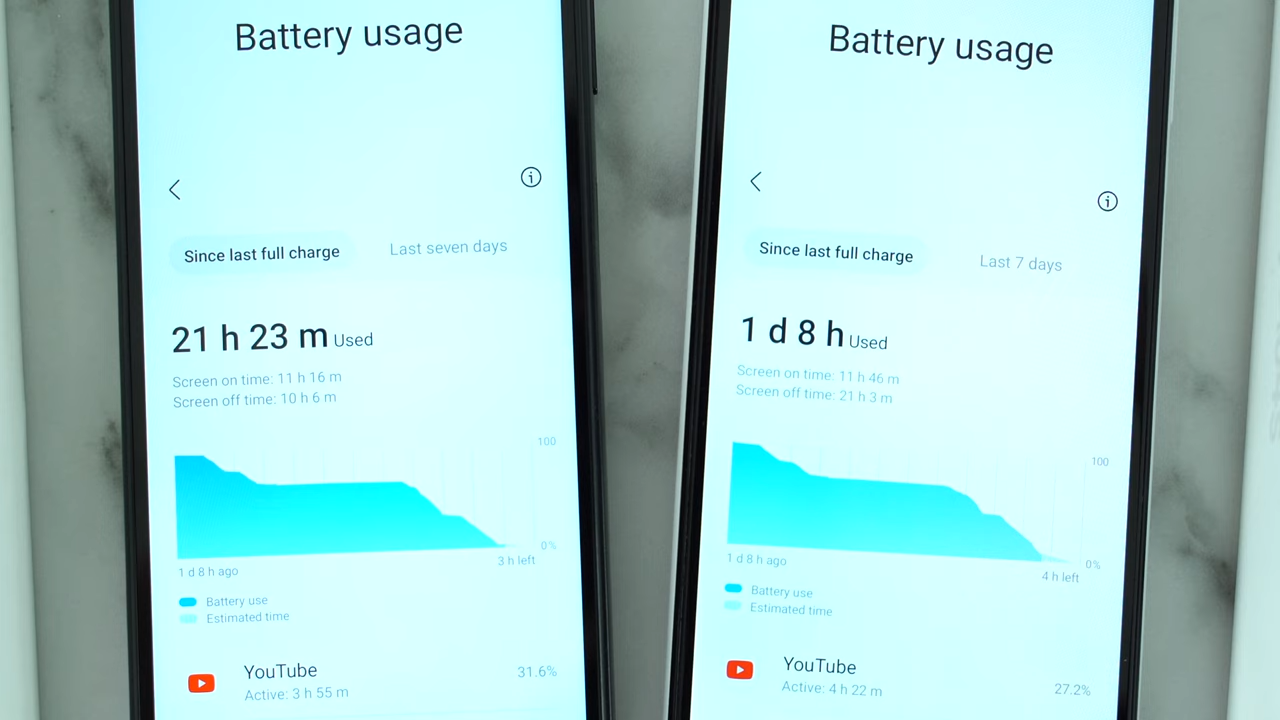 Battery usage
Since last full charge
Last seven days
21 h 23 m Used
Screen on time: 11 h 16 m
Screen off time: 10 h 6 m
100
0%
3 h left
1 d 8 h ago
Battery use
Estimated time
YouTube
31.6%
Active: 3 h 55 m
Battery usage
Since last full charge
Last 7 days
1 d 8 h Used
Screen on time: 11 h 46 m
Screen off time: 21 h 3 m
100
0%
1 d 8 h ago
4 h left
Battery use
Estimated time
YouTube
Active: 4 h 22 m
27.2%